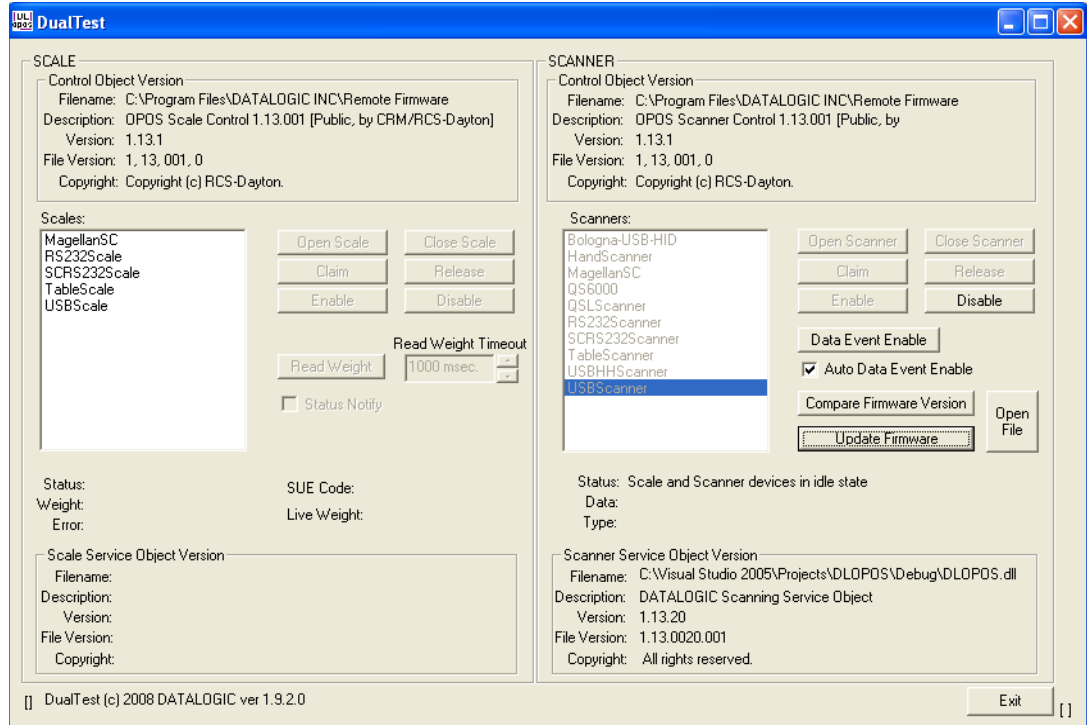 UL
opos
DualTest
SCALE
Control Object Version
Filename: C:\Program Files\DATALOGIC INC\Remote Firmware
Description: OPOS Scale Control 1.13.001 [Public, by CRM/RCS-Dayton]
Version: 1.13.1
File Version: 1, 13, 001, 0
Copyright: Copyright (c) RCS-Dayton.
Scales:
MagellanSC
RS232Scale
SCRS232Scale
TableScale
USBScale
Open Scale
Close Scale
Claim
Release
Enable
Disable
Read Weight Timeout
Read Weight
1000 msec.
Status Notify
Status:
Weight:
Error:
SUE Code:
Live Weight:
Scale Service Object Version
Filename:
Description:
Version:
File Version:
Copyright:
SCANNER
Control Object Version
Filename: C:\Program Files\DATALOGIC INC\Remote Firmware
Description: OPOS Scanner Control 1.13.001 [Public, by
Version: 1.13.1
File Version: 1, 13, 001, 0
Copyright: Copyright (c) RCS-Dayton.
Scanners:
Bologna-USB-HID
HandScanner
MagellanSC
QS6000
QSLScanner
RS232Scanner
SCRS232Scanner
TableScanner
USBHHScanner
USBScanner
Open Scanner
Close Scanner
Claim
Release
Enable
Disable
Data Event Enable
Auto Data Event Enable
Compare Firmware Version
Update Firmware
Open
File
Status: Scale and Scanner devices in idle state
Data:
Type:
Scanner Service Object Version
Filename: C:\Visual Studio 2005\Projects\DLOPOS\Debug\DLOPOS.dll
Description: DATALOGIC Scanning Service Object
Version: 1.13.20
File Version: 1.13.0020.001
Copyright: All rights reserved.
[] DualTest (c) 2008 DATALOGIC ver 1.9.2.0
Exit
[ ]